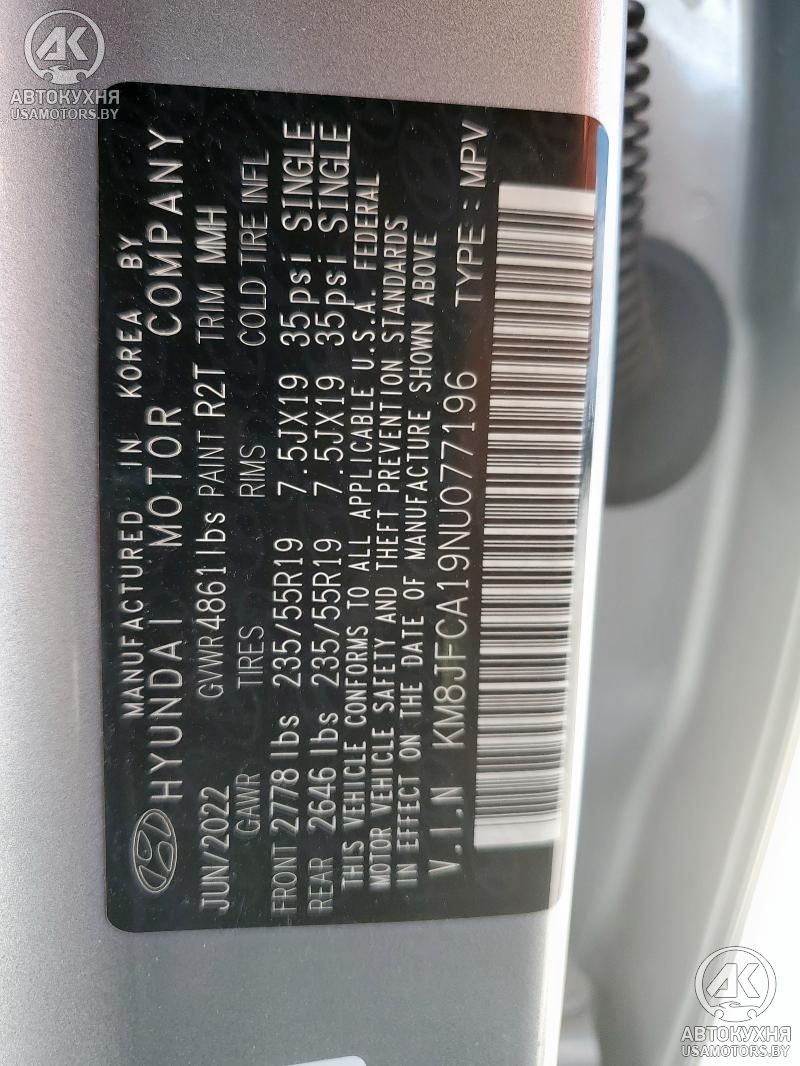 АВТОКУХНЯ
USAMOTORS.BY
MANUFACTURED IN KOREA BY
HYUNDAI MOTOR COMPANY
JUN/2022 GVWR4861lbs PAINT R2T TRIM MMH
GAWR TIRES RIMS COLD TIRE INFL
FRONT 2778 lbs 235/55R19 7.5JX19 35psi SINGLE
REAR 2646 lbs 235/55R19 7.5JX19 35psi SINGLE
THIS VEHICLE CONFORMS TO ALL APPLICABLE U.S.A. FEDERAL
MOTOR VEHICLE SAFETY AND THEFT PREVENTION STANDARDS
IN EFFECT ON THE DATE OF MANUFACTURE SHOWN ABOVE
V.I.N KM8JFCA19NU077196 TYPE : MPV
АВТОКУХНЯ
USAMOTORS.BY